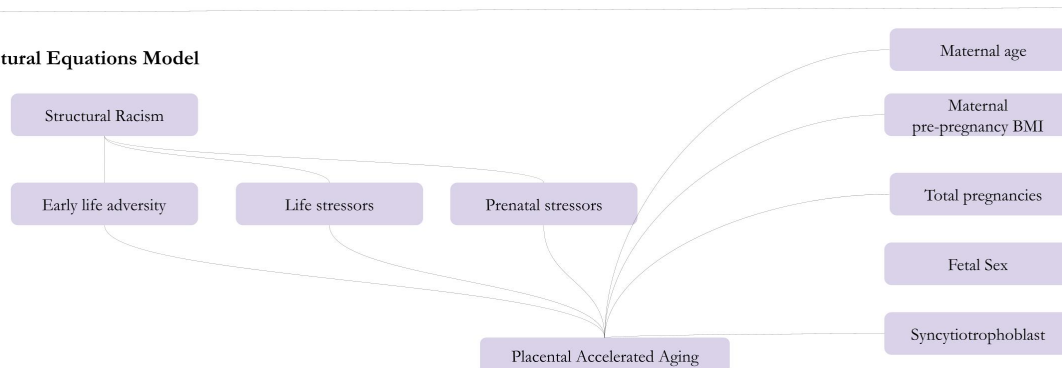 tural Equations Model
Structural Racism
Early life adversity
Life stressors
Prenatal stressors
Placental Accelerated Aging
Maternal age
Maternal
pre-pregnancy BMI
Total pregnancies
Fetal Sex
Syncytiotrophoblast